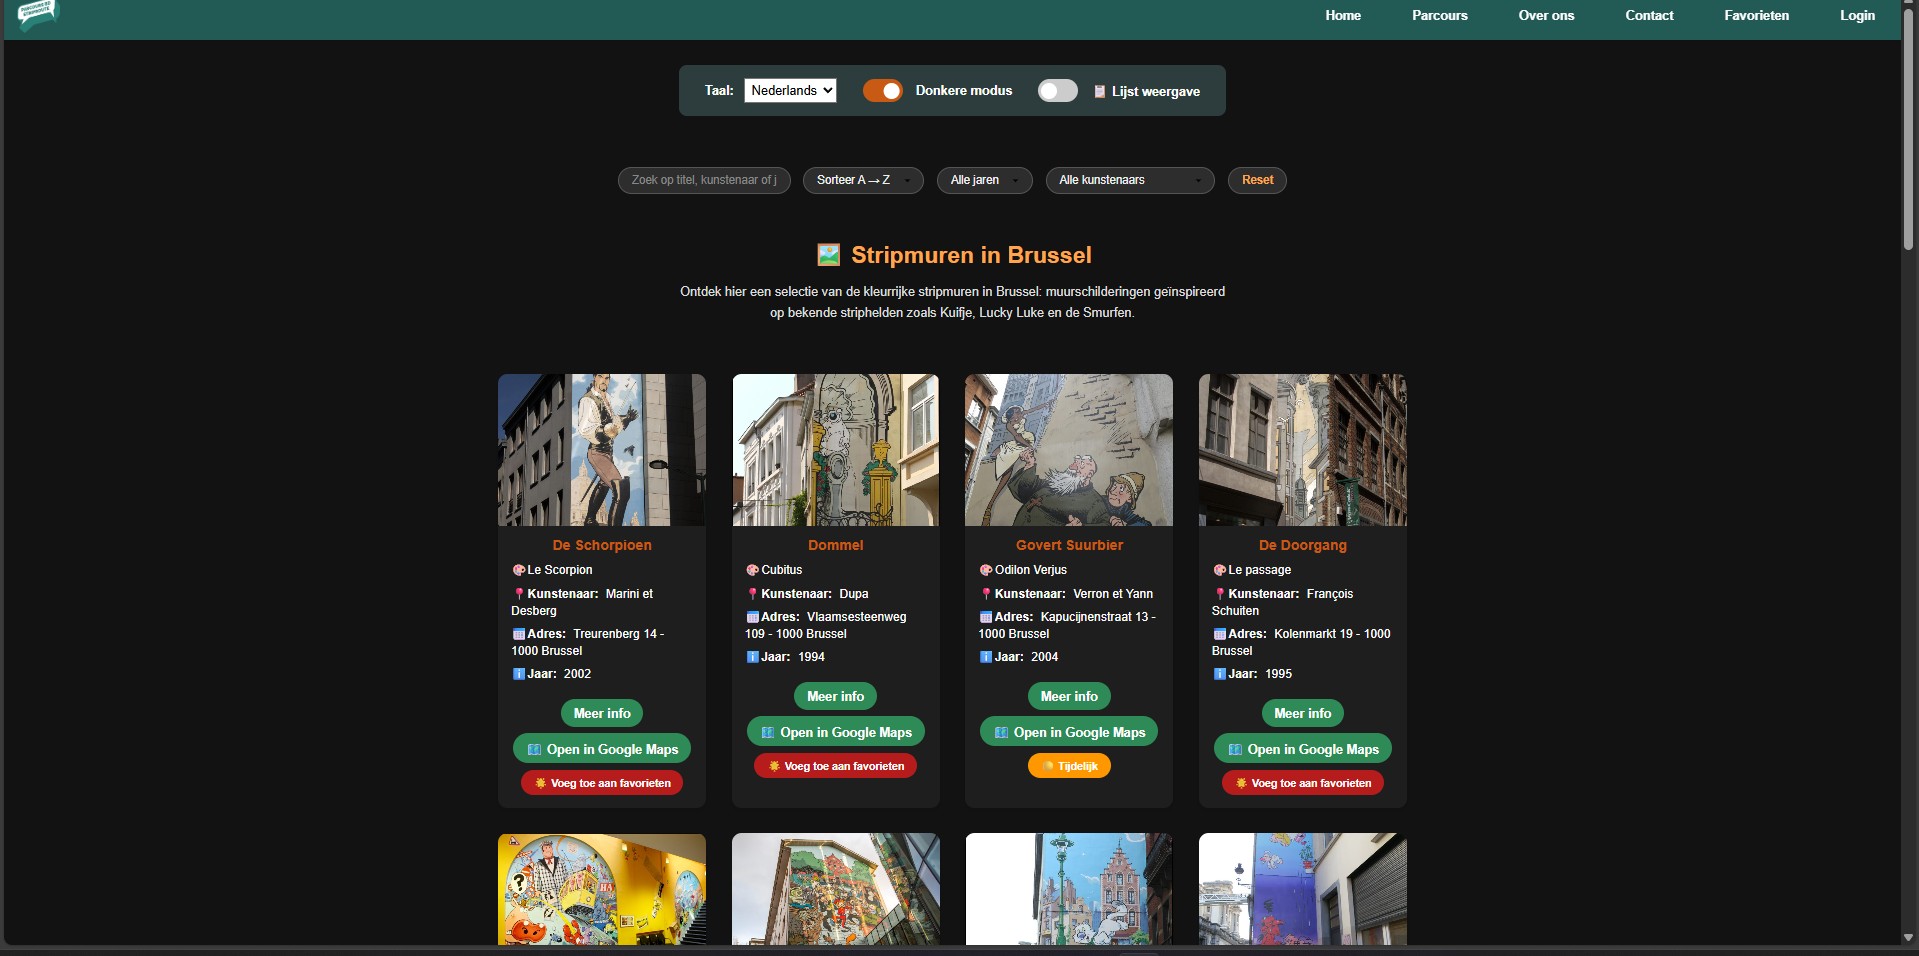 PARCOURS BD
STRIPROUTE
Home Parcours Over ons Contact Favorieten Login
Taal: Nederlands Donkere modus Lijst weergave
Zoek op titel, kunstenaar of j Sorteer A→Z Alle jaren Alle kunstenaars Reset
Stripmuren in Brussel
Ontdek hier een selectie van de kleurrijke stripmuren in Brussel: muurschilderingen geïnspireerd
op bekende striphelden zoals Kuifje, Lucky Luke en de Smurfen.
De Schorpioen
Le Scorpion
Kunstenaar: Marini et
Desberg
Adres: Treurenberg 14 -
1000 Brussel
Jaar: 2002
Meer info
Open in Google Maps
Voeg toe aan favorieten
Dommel
Cubitus
Kunstenaar: Dupa
Adres: Vlaamsesteenweg
109 - 1000 Brussel
Jaar: 1994
Meer info
Open in Google Maps
Voeg toe aan favorieten
Govert Suurbier
Odilon Verjus
Kunstenaar: Verron et Yann
Adres: Kapucijnenstraat 13 -
1000 Brussel
Jaar: 2004
Meer info
Open in Google Maps
Tijdelijk
De Doorgang
Le passage
Kunstenaar: François
Schuiten
Adres: Kolenmarkt 19 - 1000
Brussel
Jaar: 1995
Meer info
Open in Google Maps
Voeg toe aan favorieten
?
HA